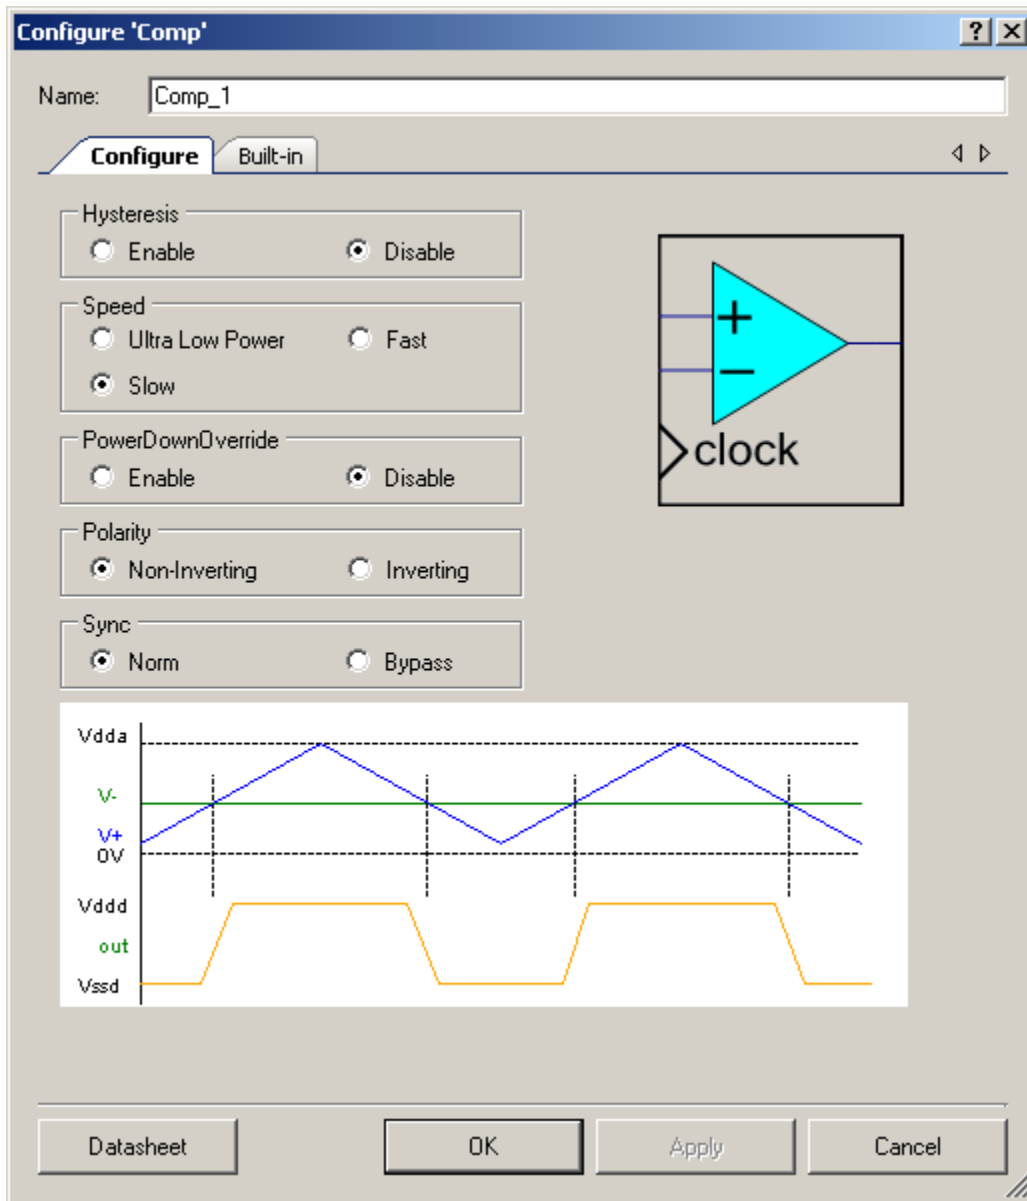 Configure 'Comp'
Name: Comp_1
Configure Built-in
Hysteresis
Enable Disable
Speed
Ultra Low Power Fast
Slow
PowerDownOverride
Enable Disable
Polarity
Non-Inverting Inverting
Sync
Norm Bypass
+
−
clock
Vdda
V-
V+
0V
Vddd
out
Vssd
Datasheet OK Apply Cancel